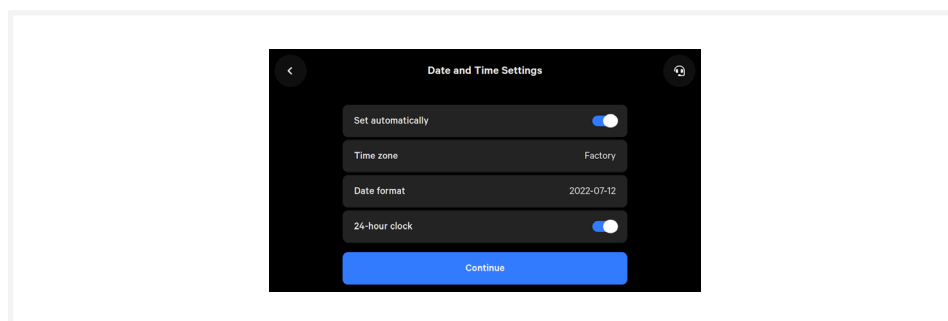 Date and Time Settings
Set automatically
Time zone Factory
Date format 2022-07-12
24-hour clock
Continue